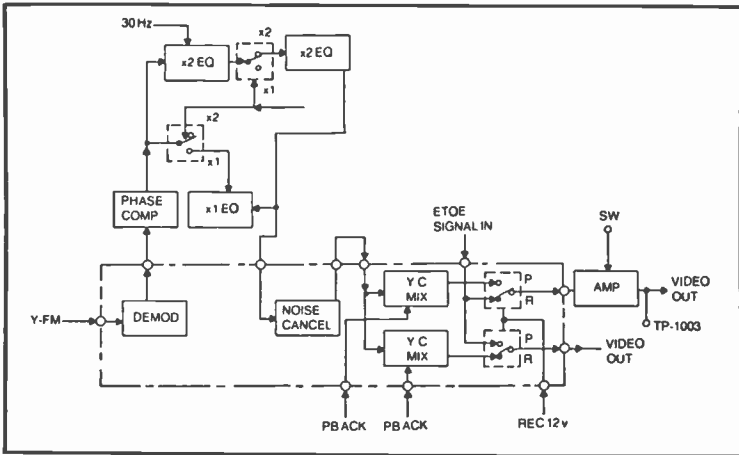 30 Hz
x2
x2 EQ
x2 EQ
x1
x2
x1
PHASE
COMP
x1 EQ
ETOE
SIGNAL IN
SW
Y-FM
DEMOD
NOISE
CANCEL
Y C
MIX
P
R
AMP
VIDEO
OUT
TP-1003
Y C
MIX
P
R
VIDEO
OUT
PB ACK
PB ACK
REC 12v